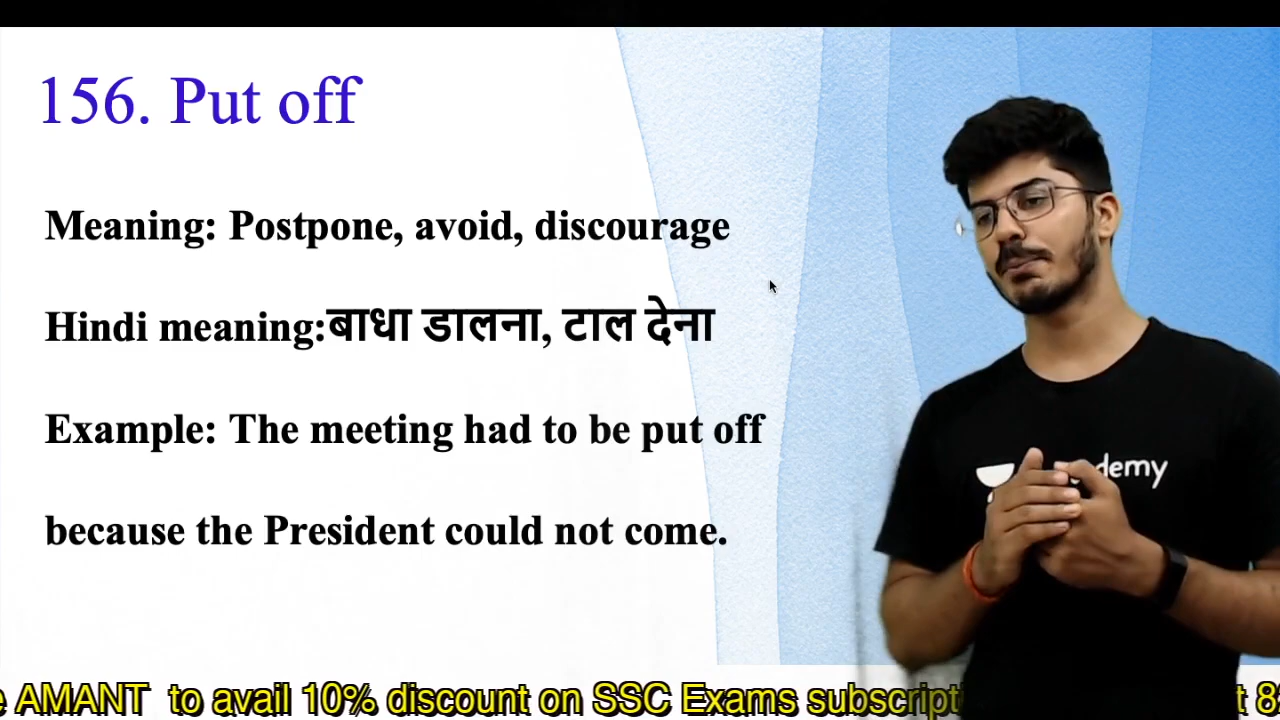 156. Put off
Meaning: Postpone, avoid, discourage
Hindi meaning:बाधा डालना, टाल देना
Example: The meeting had to be put off
because the President could not come.
demy
AMANT to avail 10% discount on SSC Exams